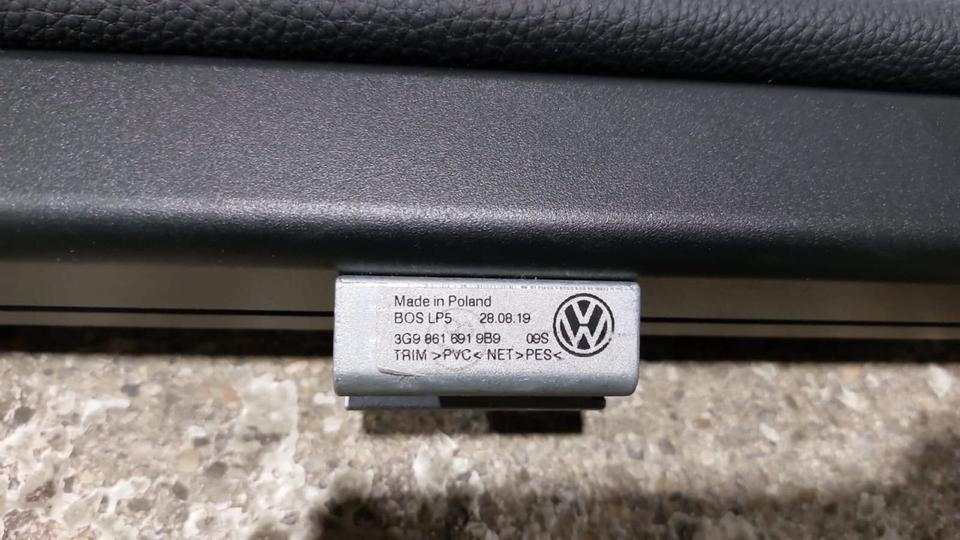 Made in Poland
BOS LP5 28.08.19
3G9 861 691 9B9 09S
TRIM >PVC< NET >PES<